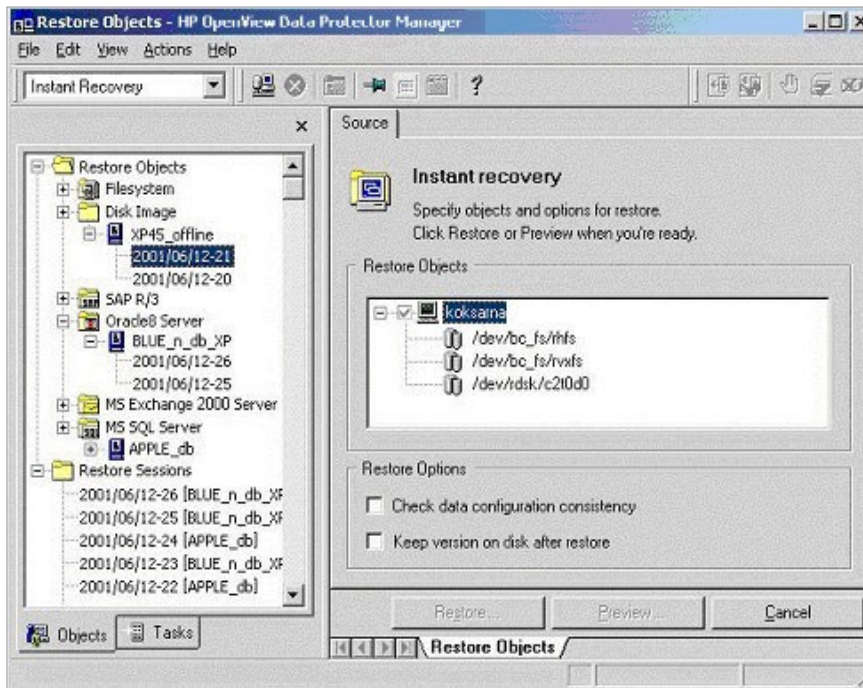 Restore Objects - HP OpenView Data Protector Manager
File Edit View Actions Help
Instant Recovery
Restore Objects
Filesystem
Disk Image
XP45_offline
2001/06/12-21
2001/06/12-20
SAP R/3
Oracle8 Server
BLUE_n_db_XP
2001/06/12-26
2001/06/12-25
MS Exchange 2000 Server
MS SQL Server
APPLE_db
Restore Sessions
2001/06/12-26 [BLUE_n_db_XP
2001/06/12-25 [BLUE_n_db_XP
2001/06/12-24 [APPLE_db]
2001/06/12-23 [BLUE_n_db_XP
2001/06/12-22 [APPLE_db]
Objects Tasks
Source
Instant recovery
Specify objects and options for restore.
Click Restore or Preview when you're ready.
Restore Objects
/dev/bc_fs/rhfs
/dev/bc_fs/rvxfs
/dev/rdsk/c2t0d0
Restore Options
Check data configuration consistency
Keep version on disk after restore
Restore... Preview... Cancel
Restore Objects